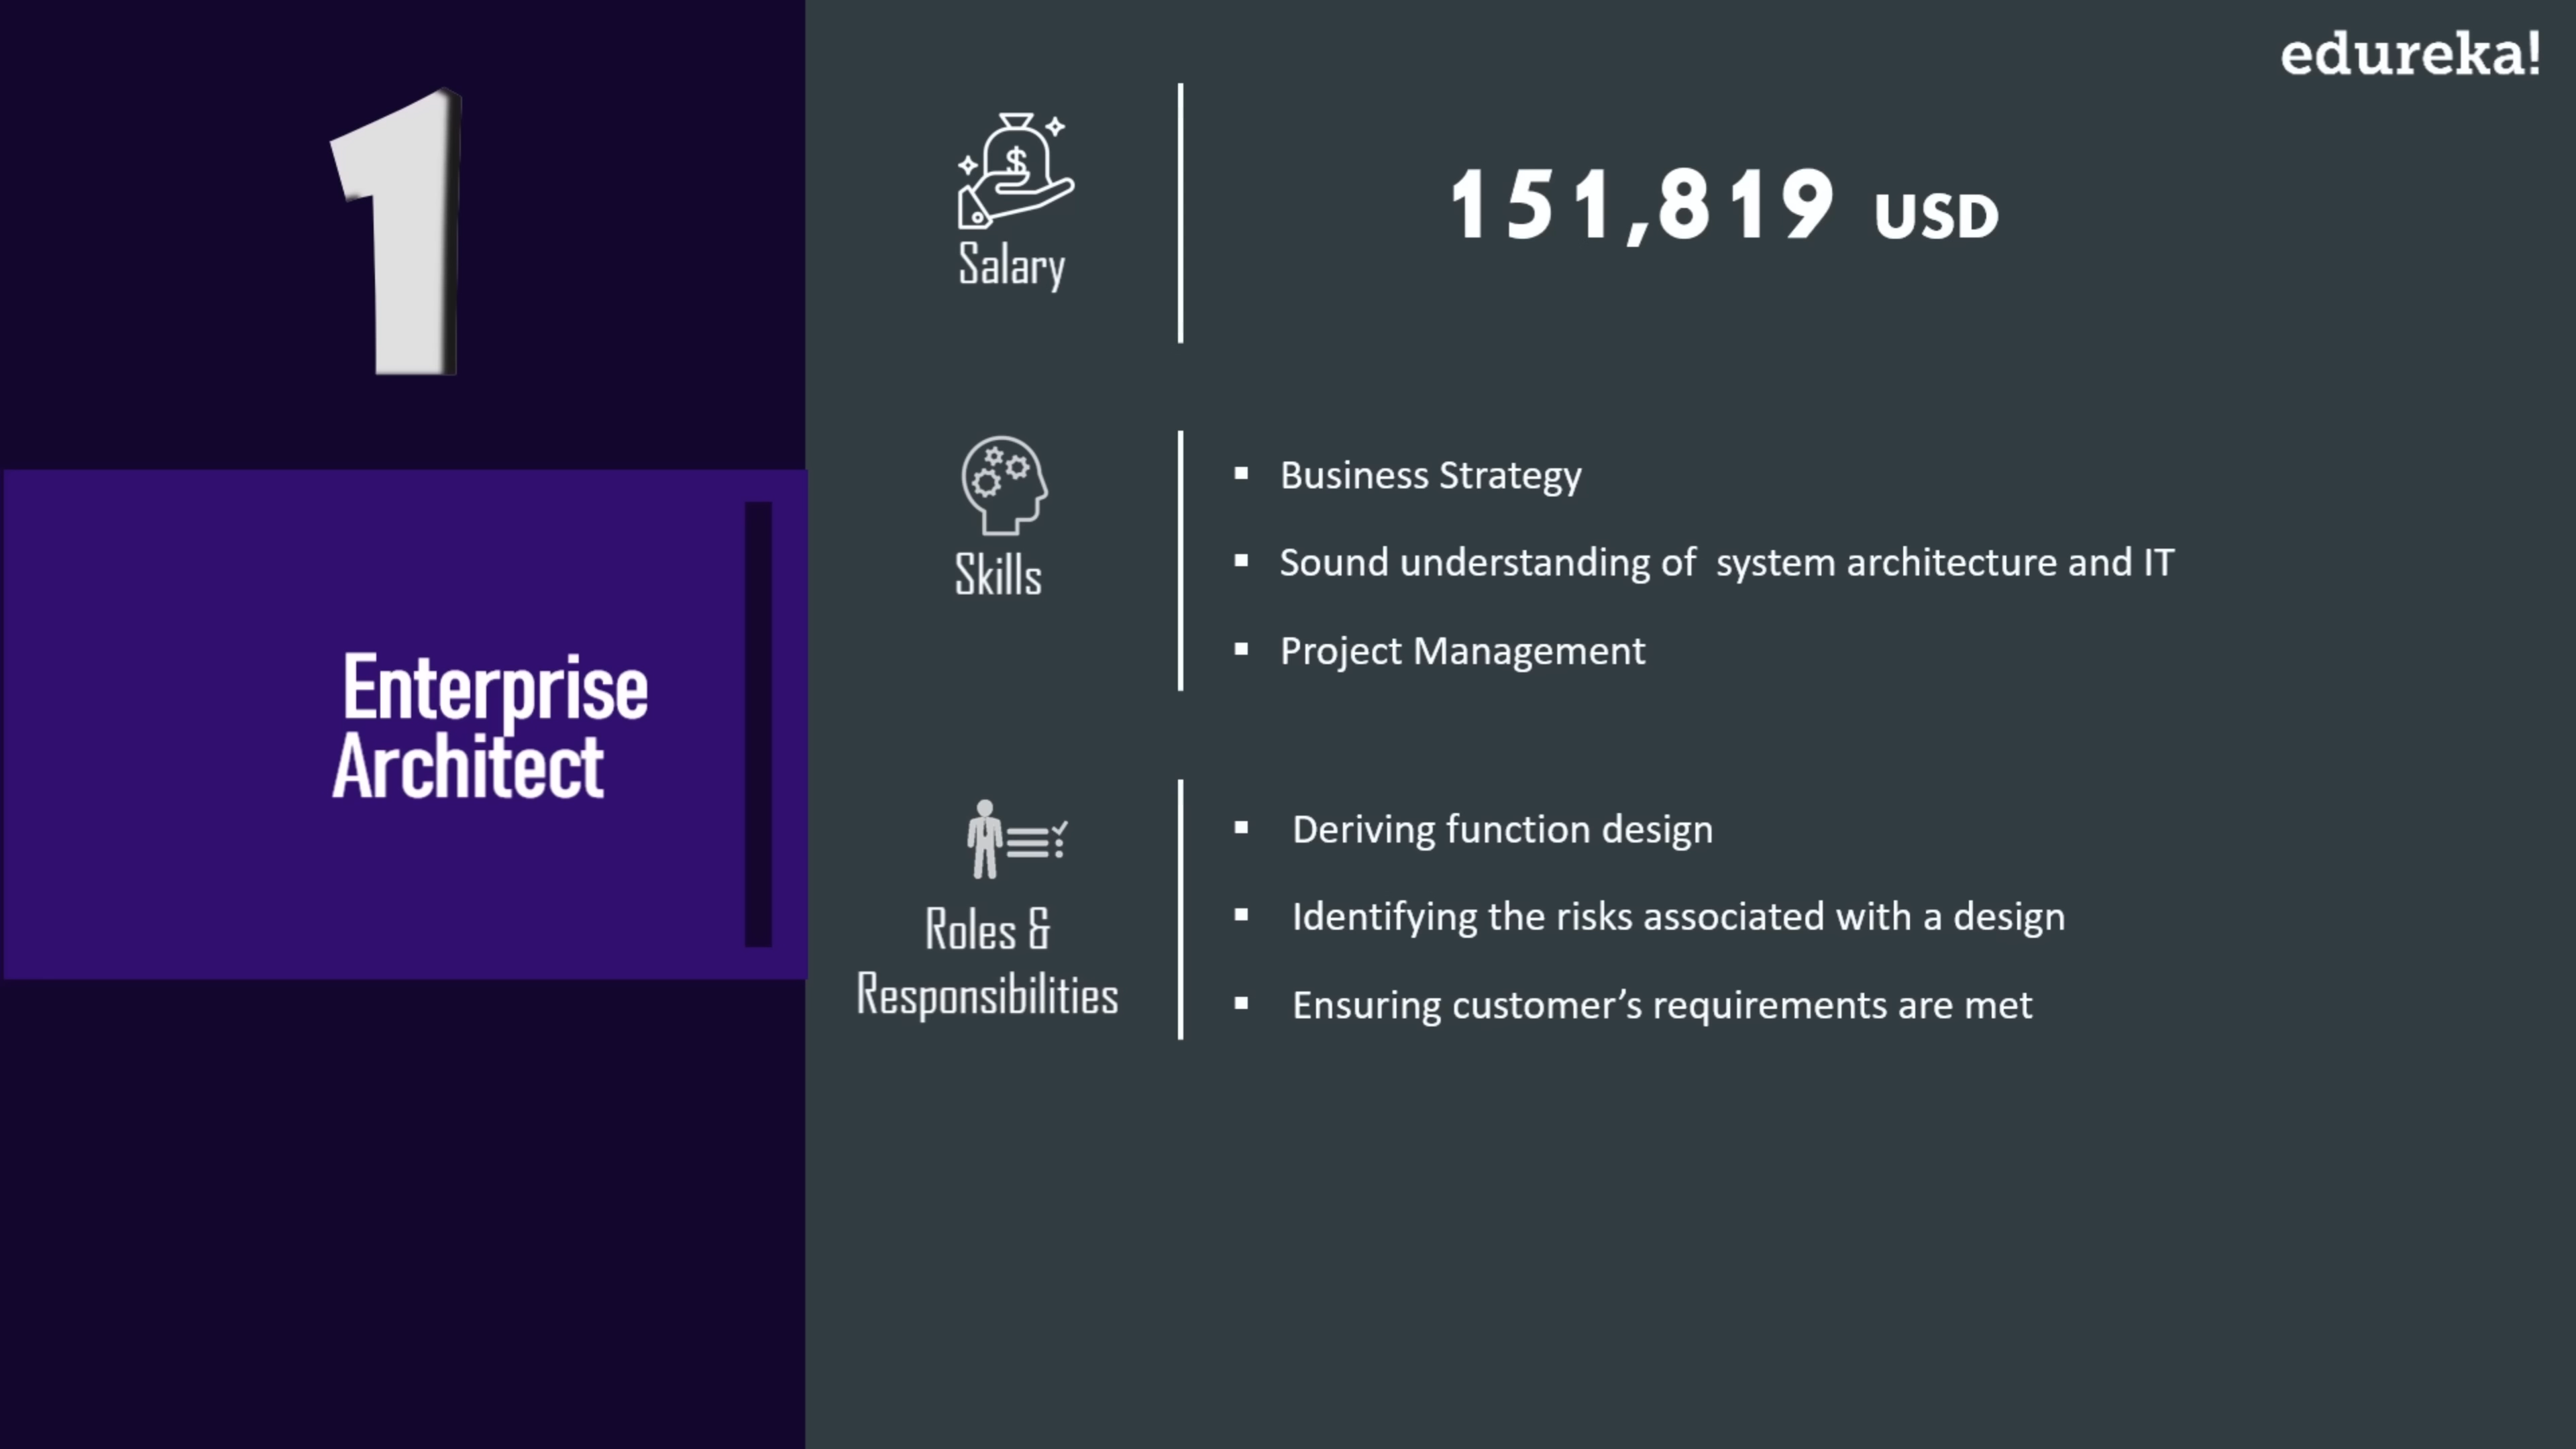 edureka!
1
Enterprise
Architect
Salary
151,819 USD
Skills
▪ Business Strategy
▪ Sound understanding of  system architecture and IT
▪ Project Management
Roles &
Responsibilities
▪ Deriving function design
▪ Identifying the risks associated with a design
▪ Ensuring customer’s requirements are met